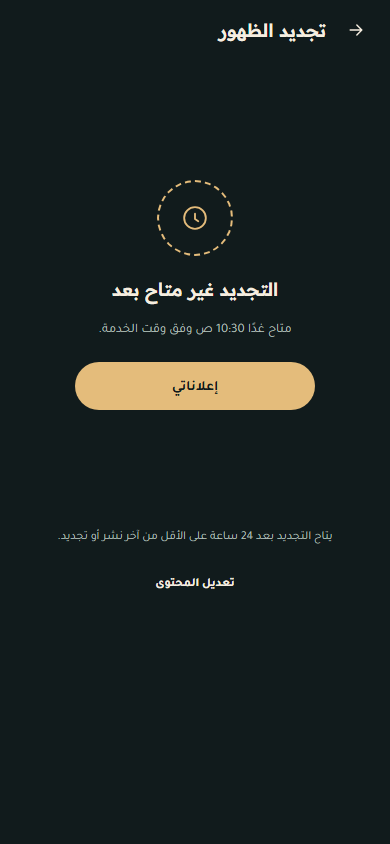 تجديد الظهور
التجديد غير متاح بعد
متاح غدًا 10:30 ص وفق وقت الخدمة.
إعلاناتي
يتاح التجديد بعد 24 ساعة على الأقل من آخر نشر أو تجديد.
تعديل المحتوى